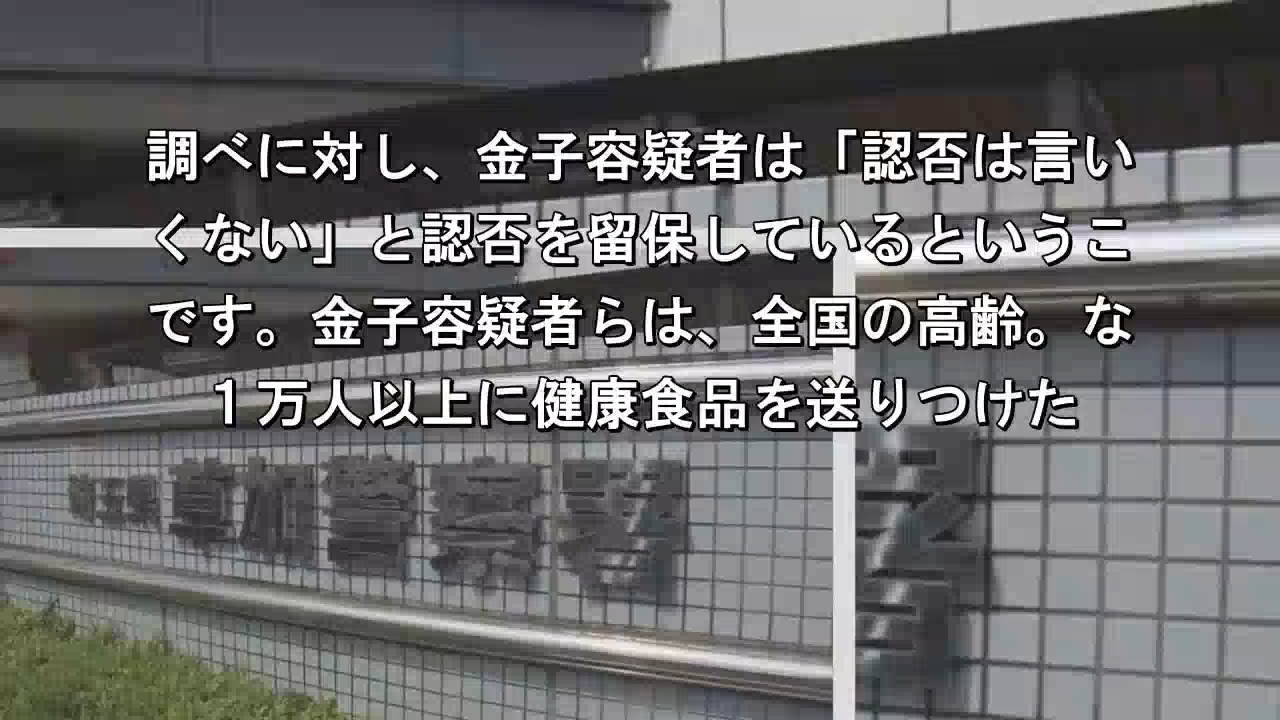 調べに対し、金子容疑者は「認否は言い
くない」と認否を留保しているというこ
です。金子容疑者らは、全国の高齢。な
１万人以上に健康食品を送りつけた
埼玉県 草加警察署